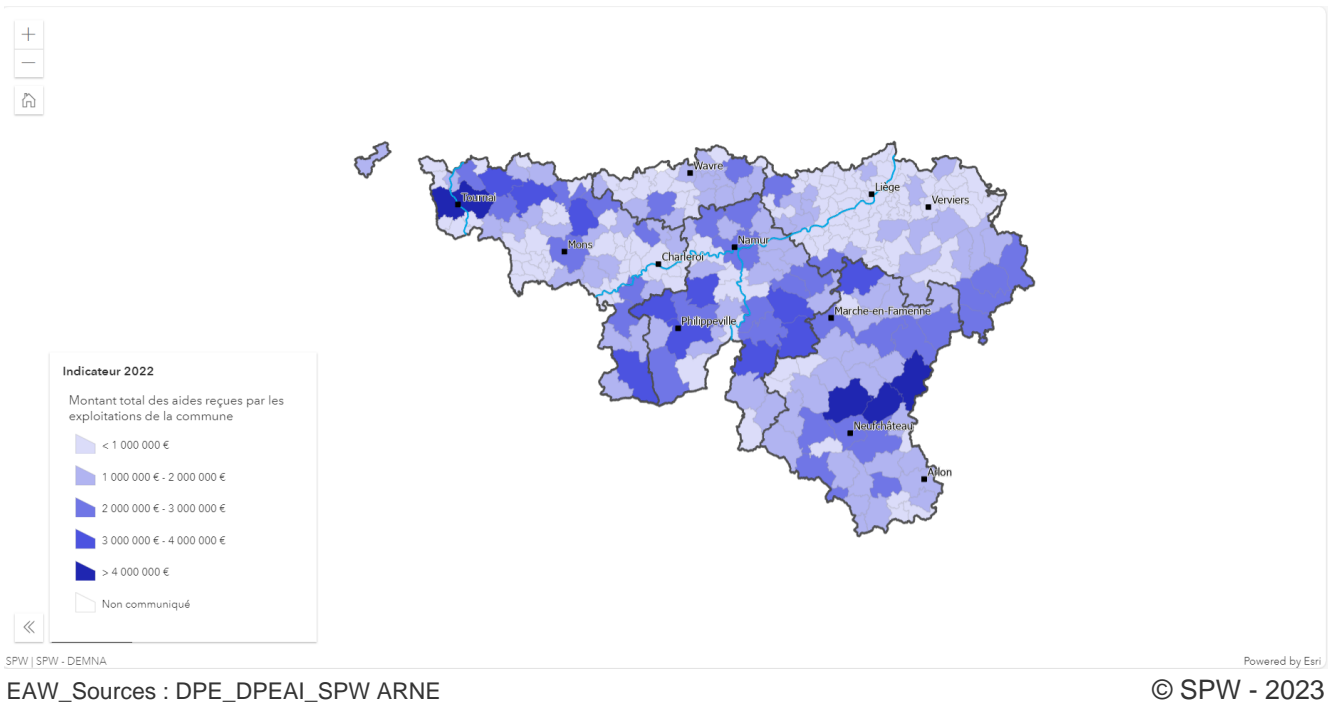 Wavre
Liège
Tournai
Verviers
Mons
Namur
Charleroi
Marche-en-Famenne
Philippeville
Indicateur 2022
Montant total des aides reçues par les
exploitations de la commune
< 1 000 000 €
1 000 000 € - 2 000 000 €
2 000 000 € - 3 000 000 €
3 000 000 € - 4 000 000 €
> 4 000 000 €
Non communiqué
Neufchâteau
Arlon
SPW | SPW - DEMNA
Powered by Esri
EAW_Sources : DPE_DPEAI_SPW ARNE
© SPW - 2023